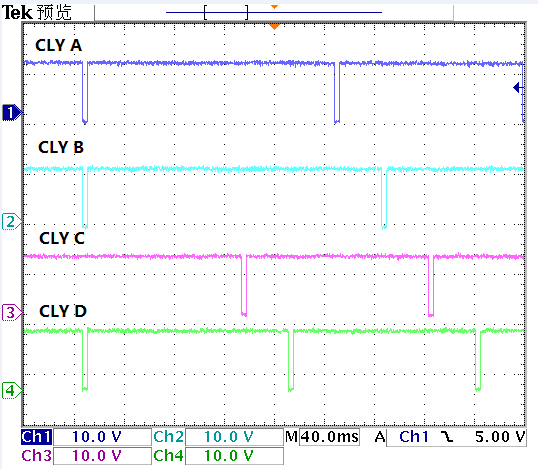 Tek 预览
CLY A
1
CLY B
2
CLY C
3
CLY D
4
Ch1 10.0 V Ch2 10.0 V M 40.0ms A Ch1 5.00 V
Ch3 10.0 V Ch4 10.0 V